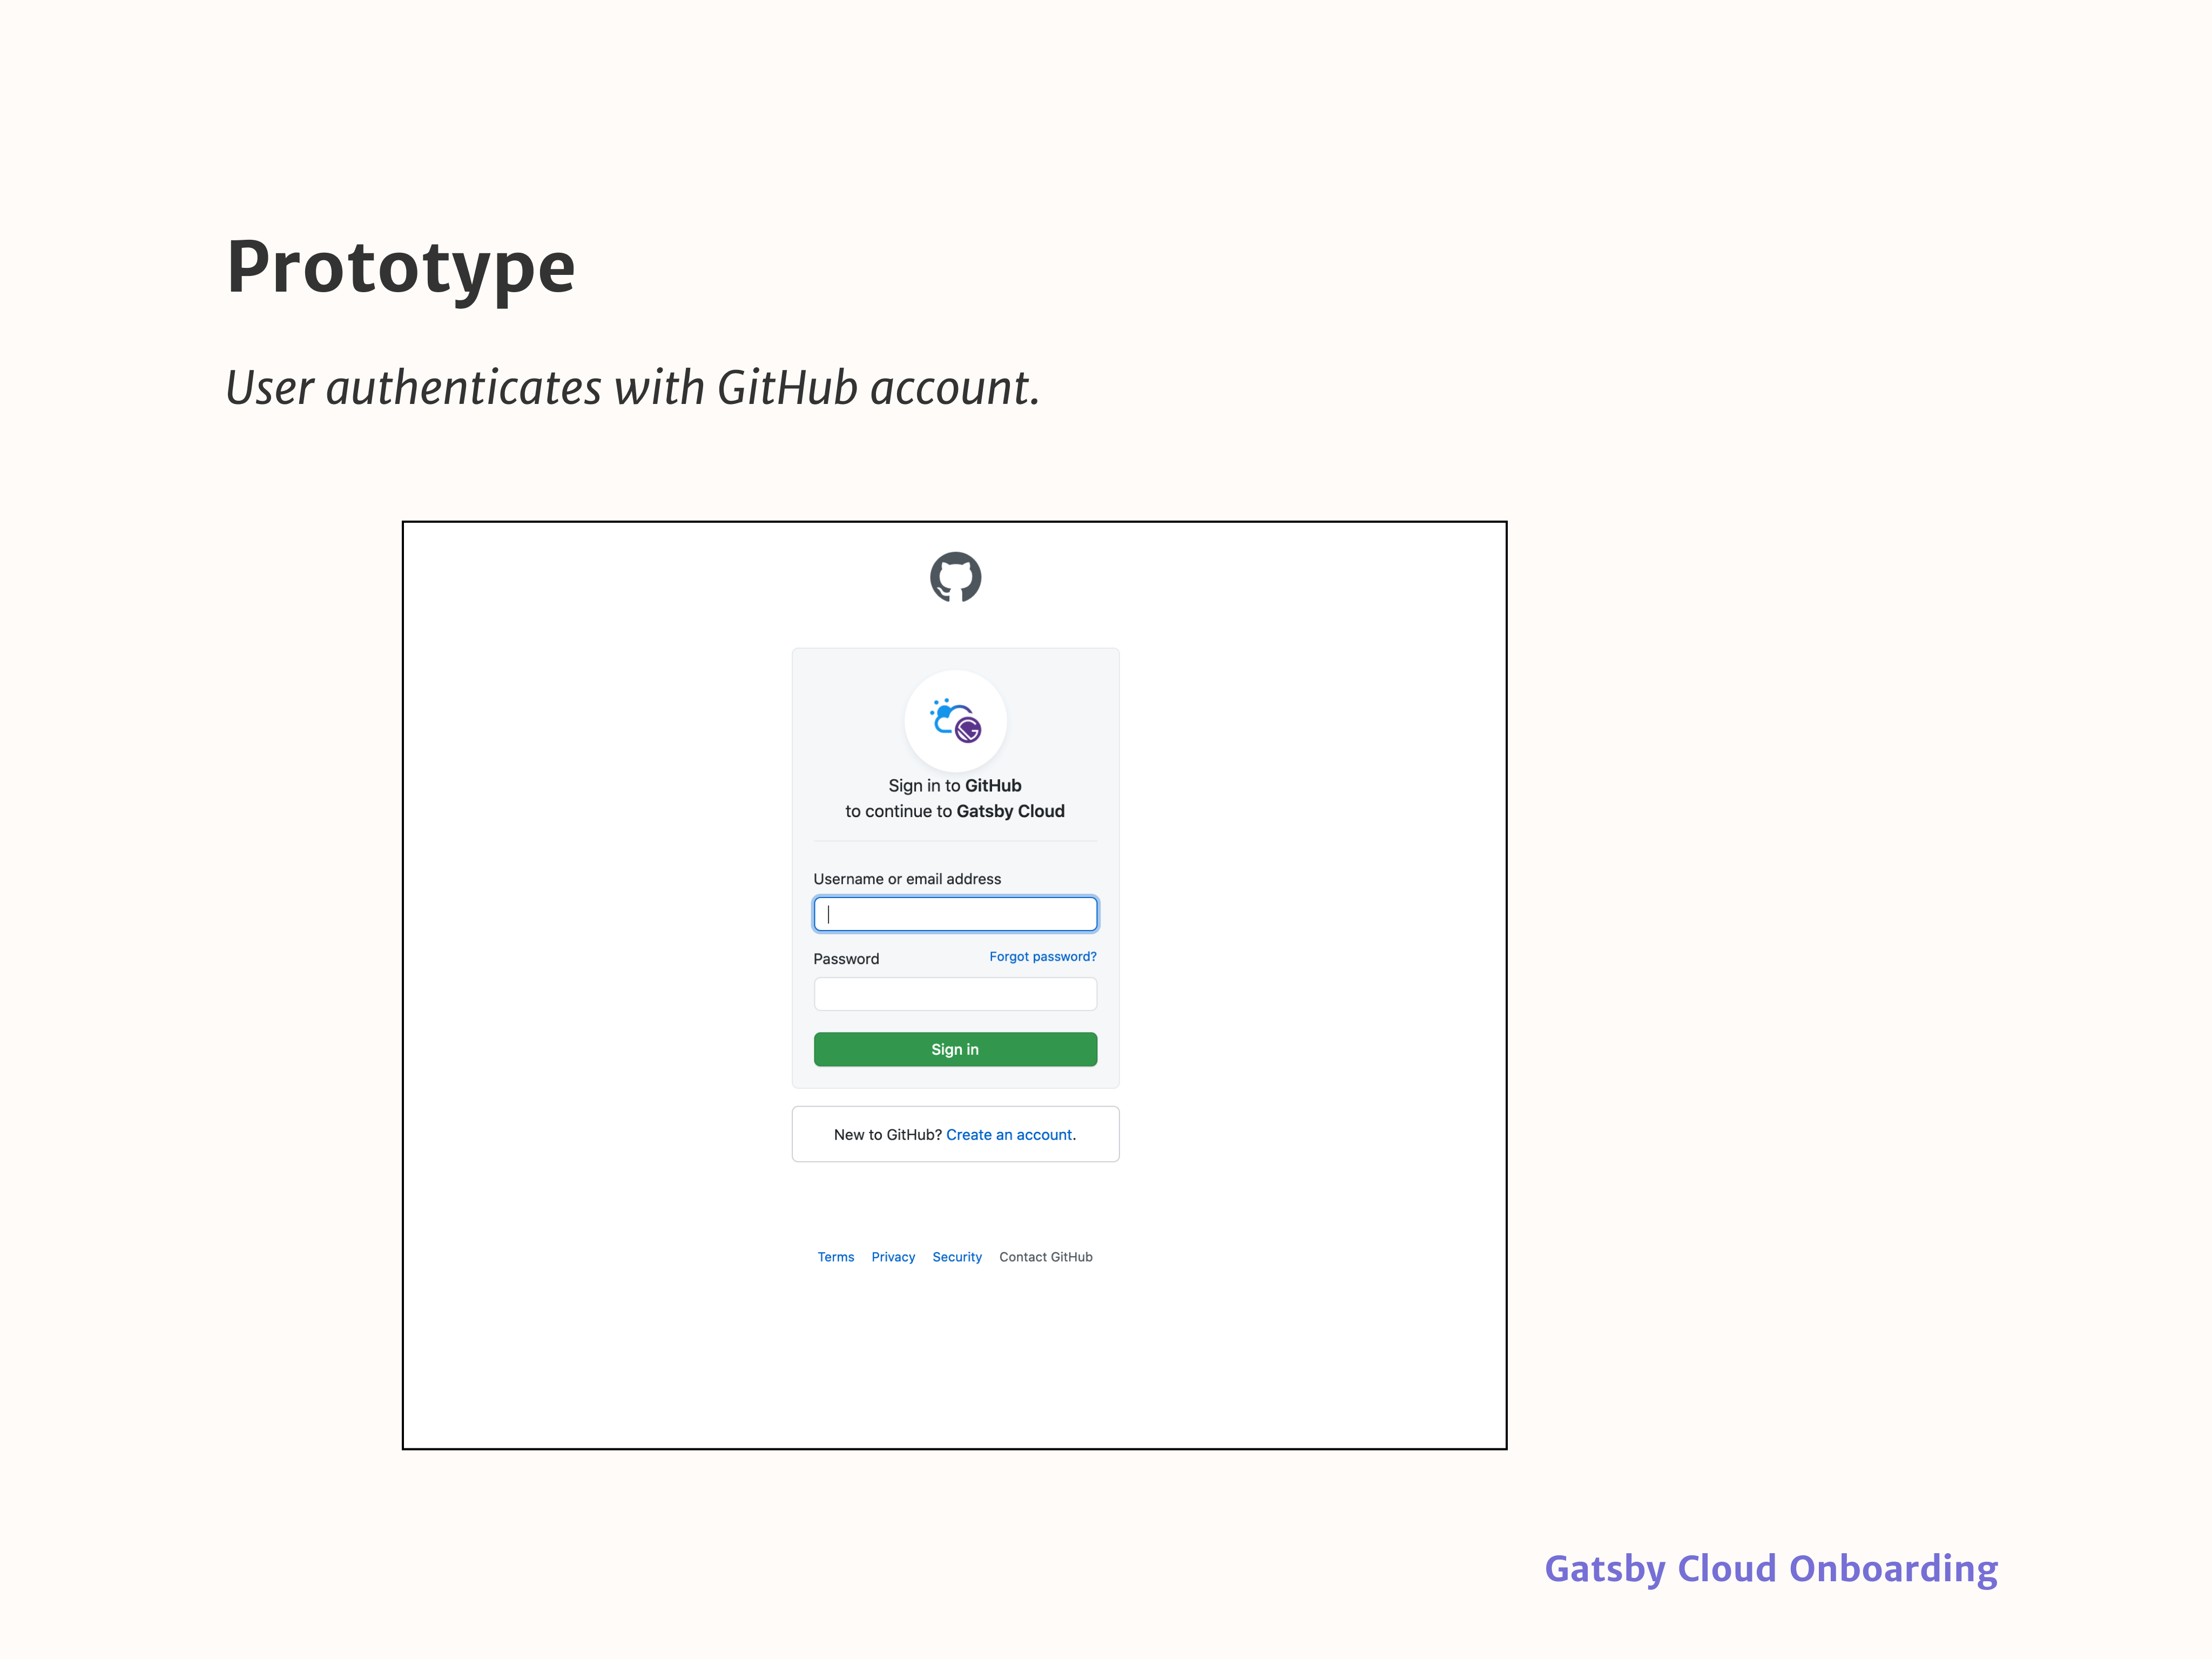 Prototype
User authenticates with GitHub account.
Sign in to GitHub
to continue to Gatsby Cloud
Username or email address
Password Forgot password?
Sign in
New to GitHub? Create an account.
Terms Privacy Security Contact GitHub
Gatsby Cloud Onboarding